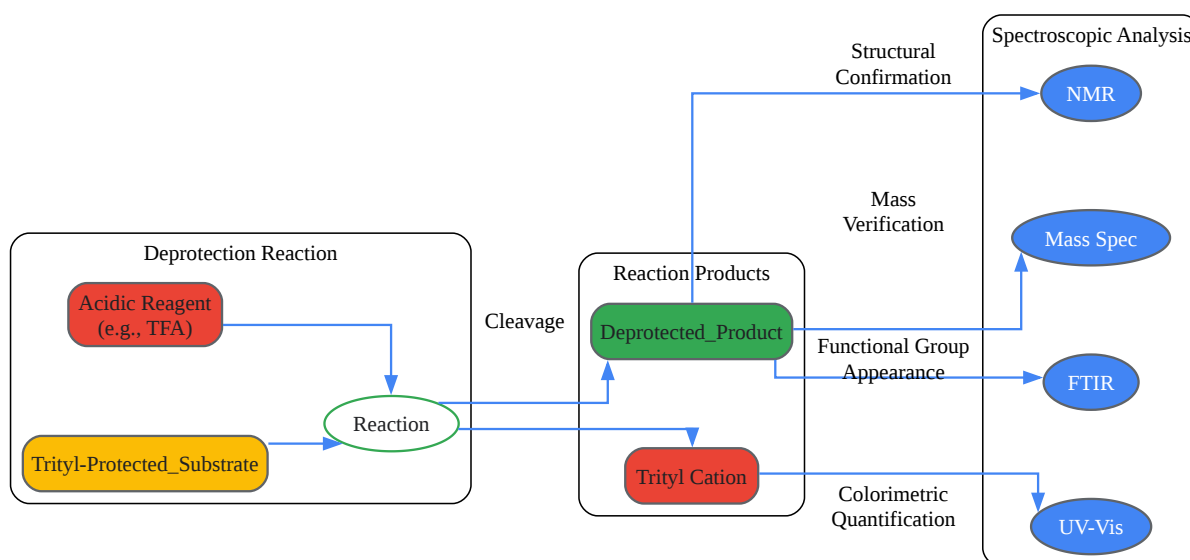 Spectroscopic Analysis
Structural
Confirmation
NMR
Mass
Verification
Mass Spec
Deprotection Reaction
Reaction Products
Acidic Reagent
(e.g., TFA)
Cleavage
Deprotected_Product
Functional Group
Appearance
FTIR
Reaction
Trityl-Protected_Substrate
Trityl Cation
Colorimetric
Quantification
UV-Vis